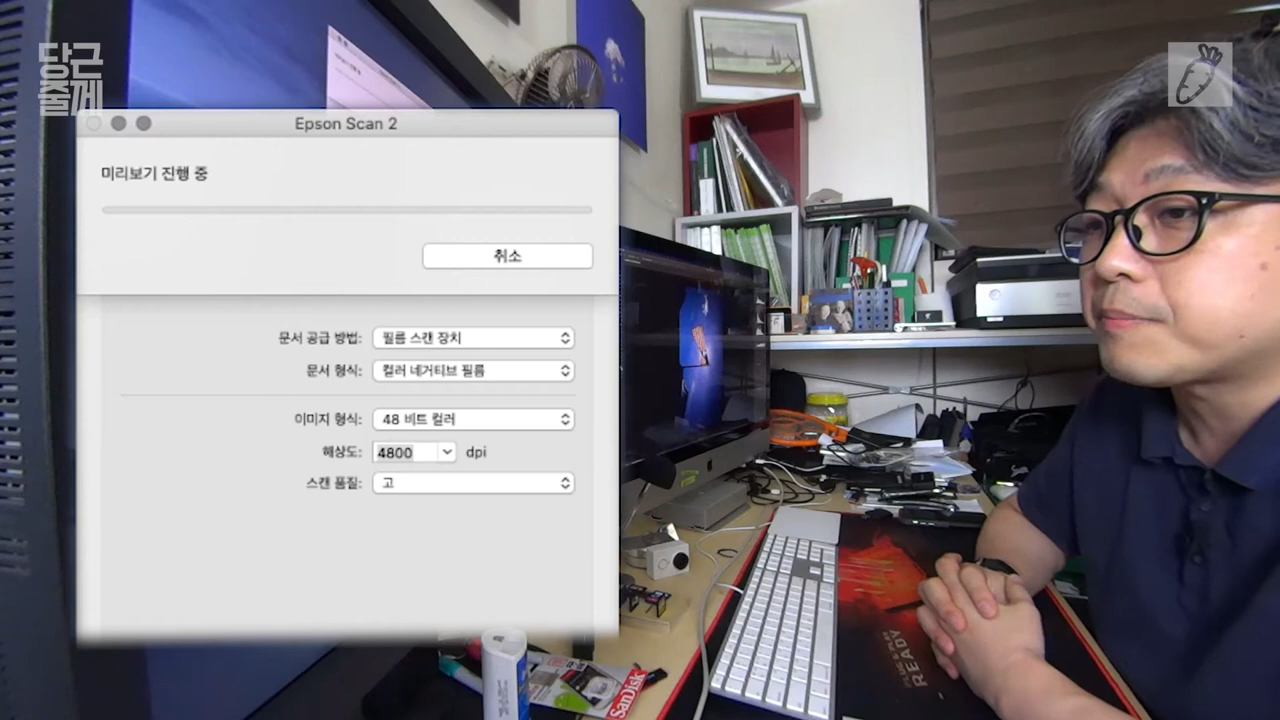 당근
줄게
Epson Scan 2
미리보기 진행 중
취소
문서 공급 방법: 필름 스캔 장치
문서 형식: 컬러 네거티브 필름
이미지 형식: 48 비트 컬러
해상도: 4800 dpi
스캔 품질: 고
PLUG & PLAY
READY
SanDisk